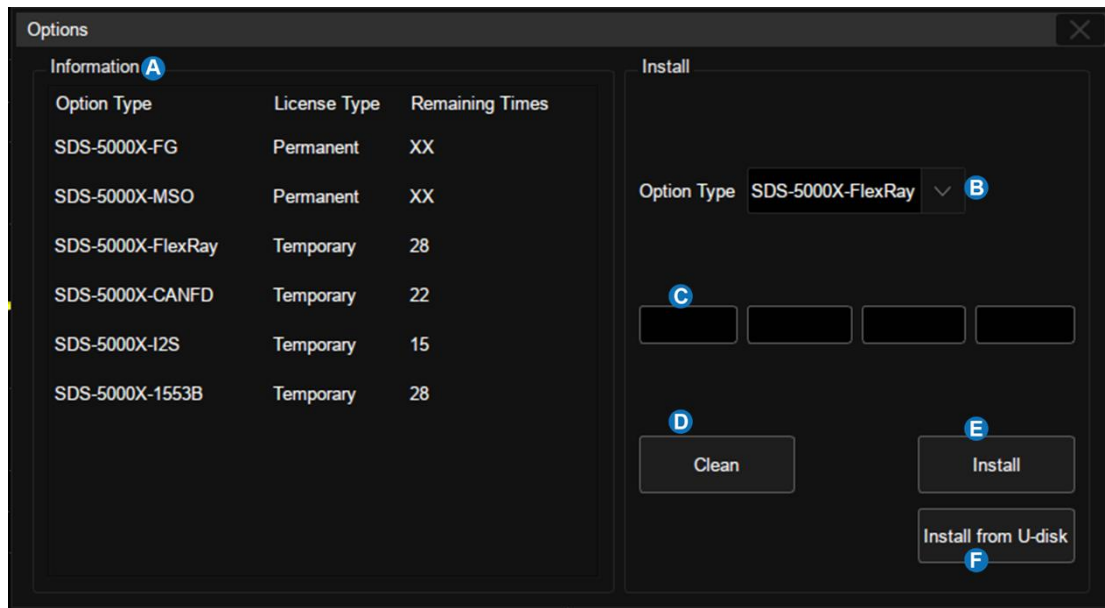 Options
Information A
Option Type License Type Remaining Times
SDS-5000X-FG Permanent XX
SDS-5000X-MSO Permanent XX
SDS-5000X-FlexRay Temporary 28
SDS-5000X-CANFD Temporary 22
SDS-5000X-I2S Temporary 15
SDS-5000X-1553B Temporary 28
Install
Option Type SDS-5000X-FlexRay B
C
D
Clean
E
Install
Install from U-disk
F